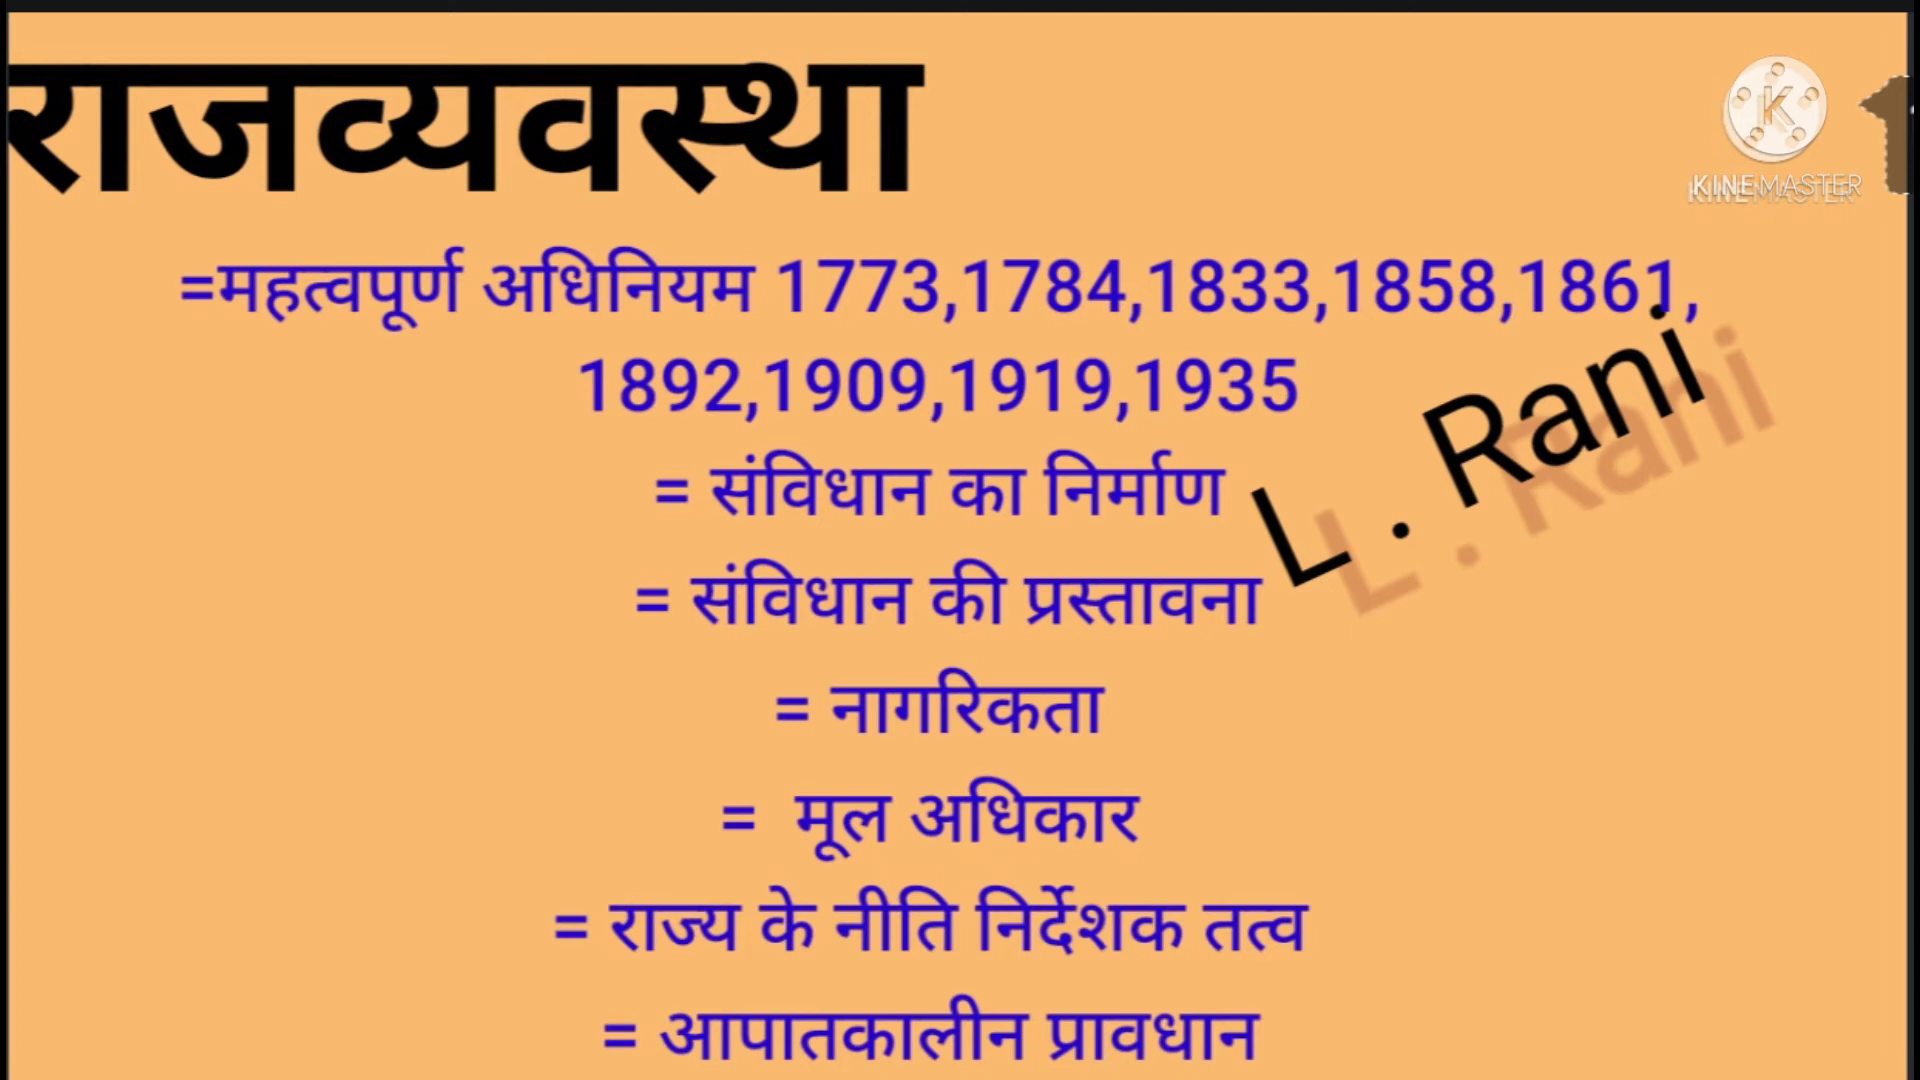 राजव्यवस्था
KINEMASTER
=महत्वपूर्ण अधिनियम 1773,1784,1833,1858,1861,
1892,1909,1919,1935
L . Rani
= संविधान का निर्माण
= संविधान की प्रस्तावना
= नागरिकता
=  मूल अधिकार
= राज्य के नीति निर्देशक तत्व
= आपातकालीन प्रावधान